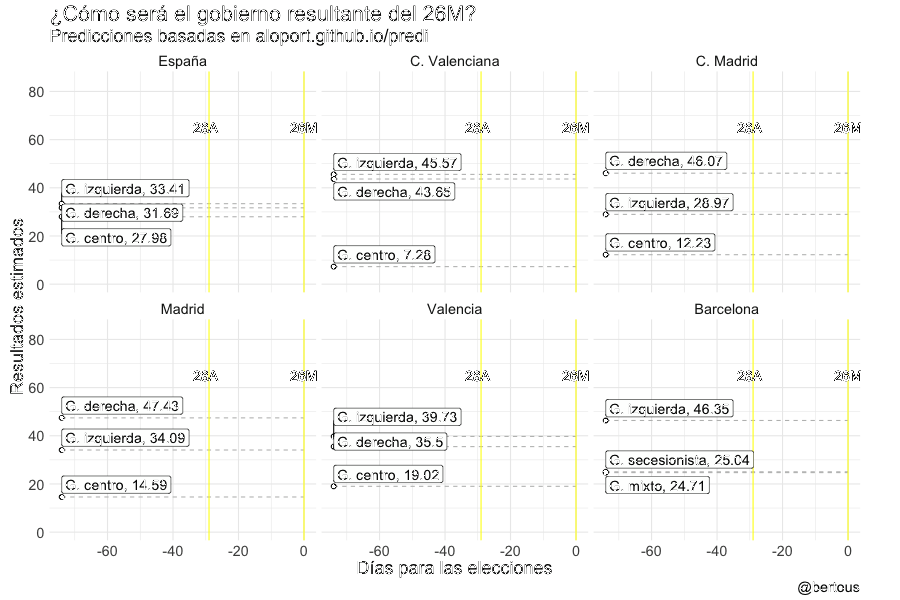 ¿Cómo será el gobierno resultante del 26M?
Predicciones basadas en aloport.github.io/predi
España
C. Valenciana
C. Madrid
80
60
40
20
0
28A
26M
C. Izquierda, 33.41
C. derecha, 31.69
C. centro, 27.98
28A
26M
C. Izquierda, 45.57
C. derecha, 43.65
C. centro, 7.28
28A
26M
C. derecha, 46.07
C. Izquierda, 28.97
C. centro, 12.23
Resultados estimados
Madrid
Valencia
Barcelona
80
60
40
20
0
28A
26M
C. derecha, 47.43
C. Izquierda, 34.09
C. centro, 14.59
28A
26M
C. Izquierda, 39.73
C. derecha, 35.5
C. centro, 19.02
28A
26M
C. Izquierda, 46.35
C. secesionista, 25.04
C. mixto, 24.71
-60 -40 -20 0
-60 -40 -20 0
-60 -40 -20 0
Días para las elecciones
@bertous